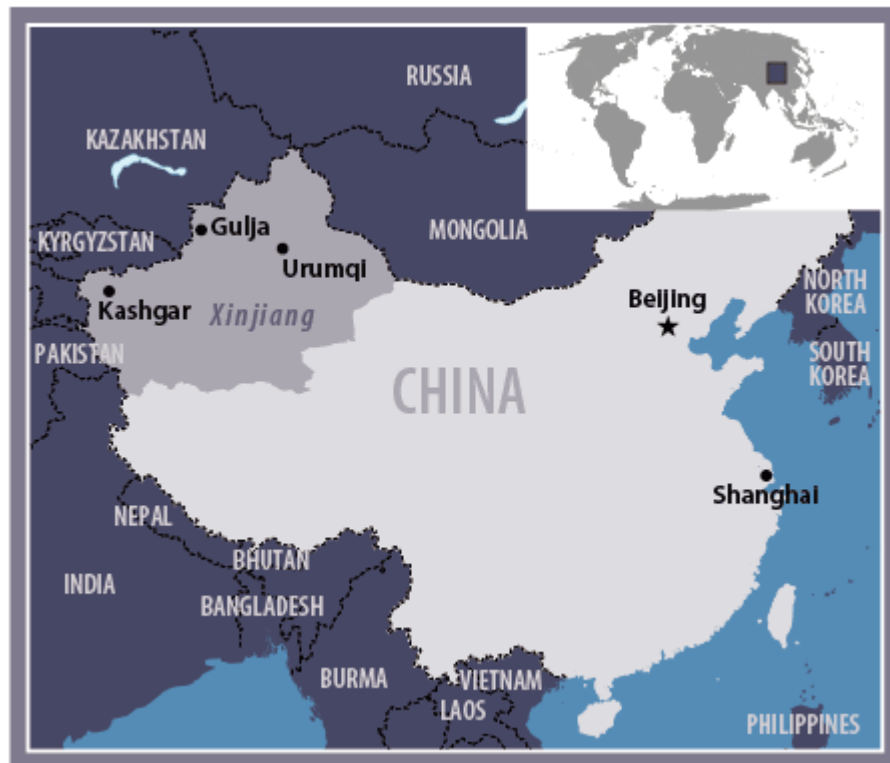 RUSSIA
KAZAKHSTAN
Gulja
MONGOLIA
KYRGYZSTAN
Urumqi
NORTH
KOREA
Kashgar
Xinjiang
Beijing
PAKISTAN
SOUTH
KOREA
CHINA
Shanghai
NEPAL
BHUTAN
INDIA
BANGLADESH
BURMA
VIETNAM
LAOS
PHILIPPINES